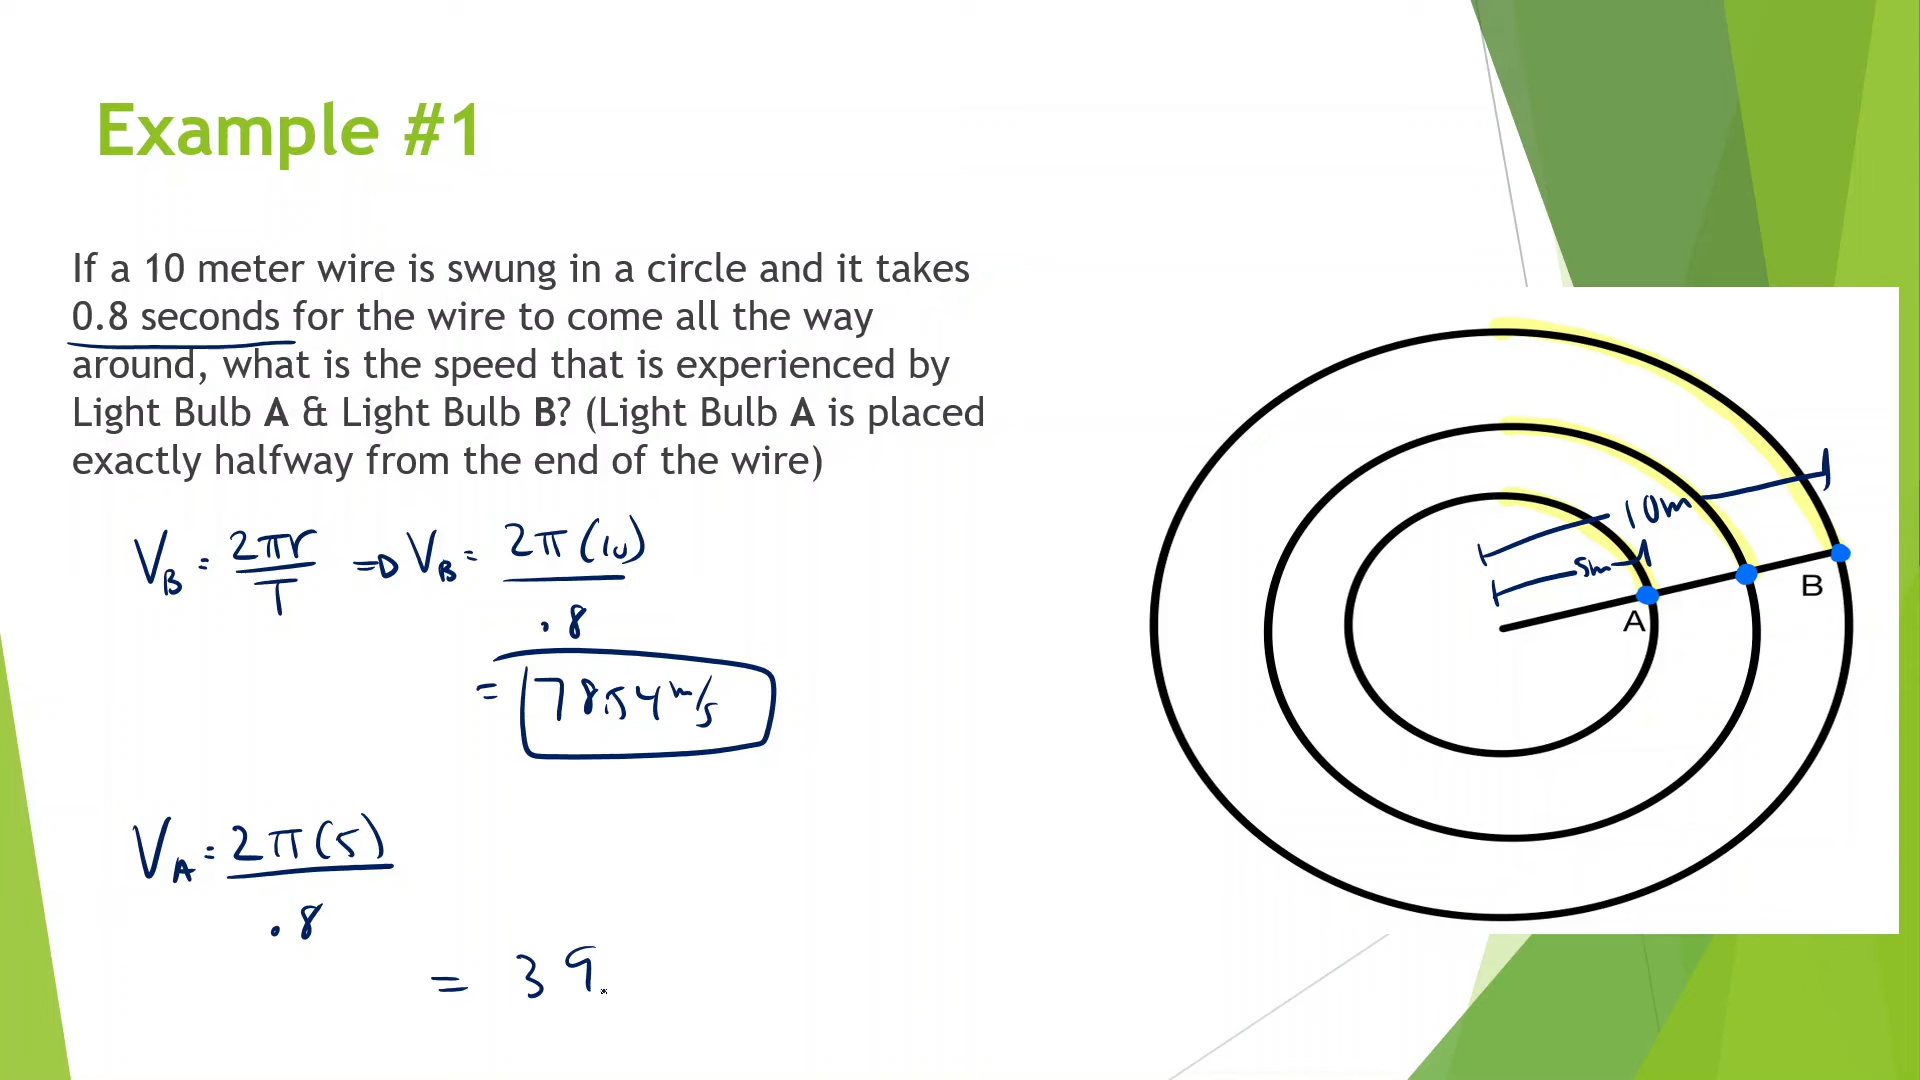 Example #1
If a 10 meter wire is swung in a circle and it takes
0.8 seconds for the wire to come all the way
around, what is the speed that is experienced by
Light Bulb A & Light Bulb B? (Light Bulb A is placed
exactly halfway from the end of the wire)
V_B = 2πr / T ⇒ V_B = 2π(10) / .8
= 78.54 m/s
V_A = 2π(5) / .8
= 39.
10m
5m
A
B